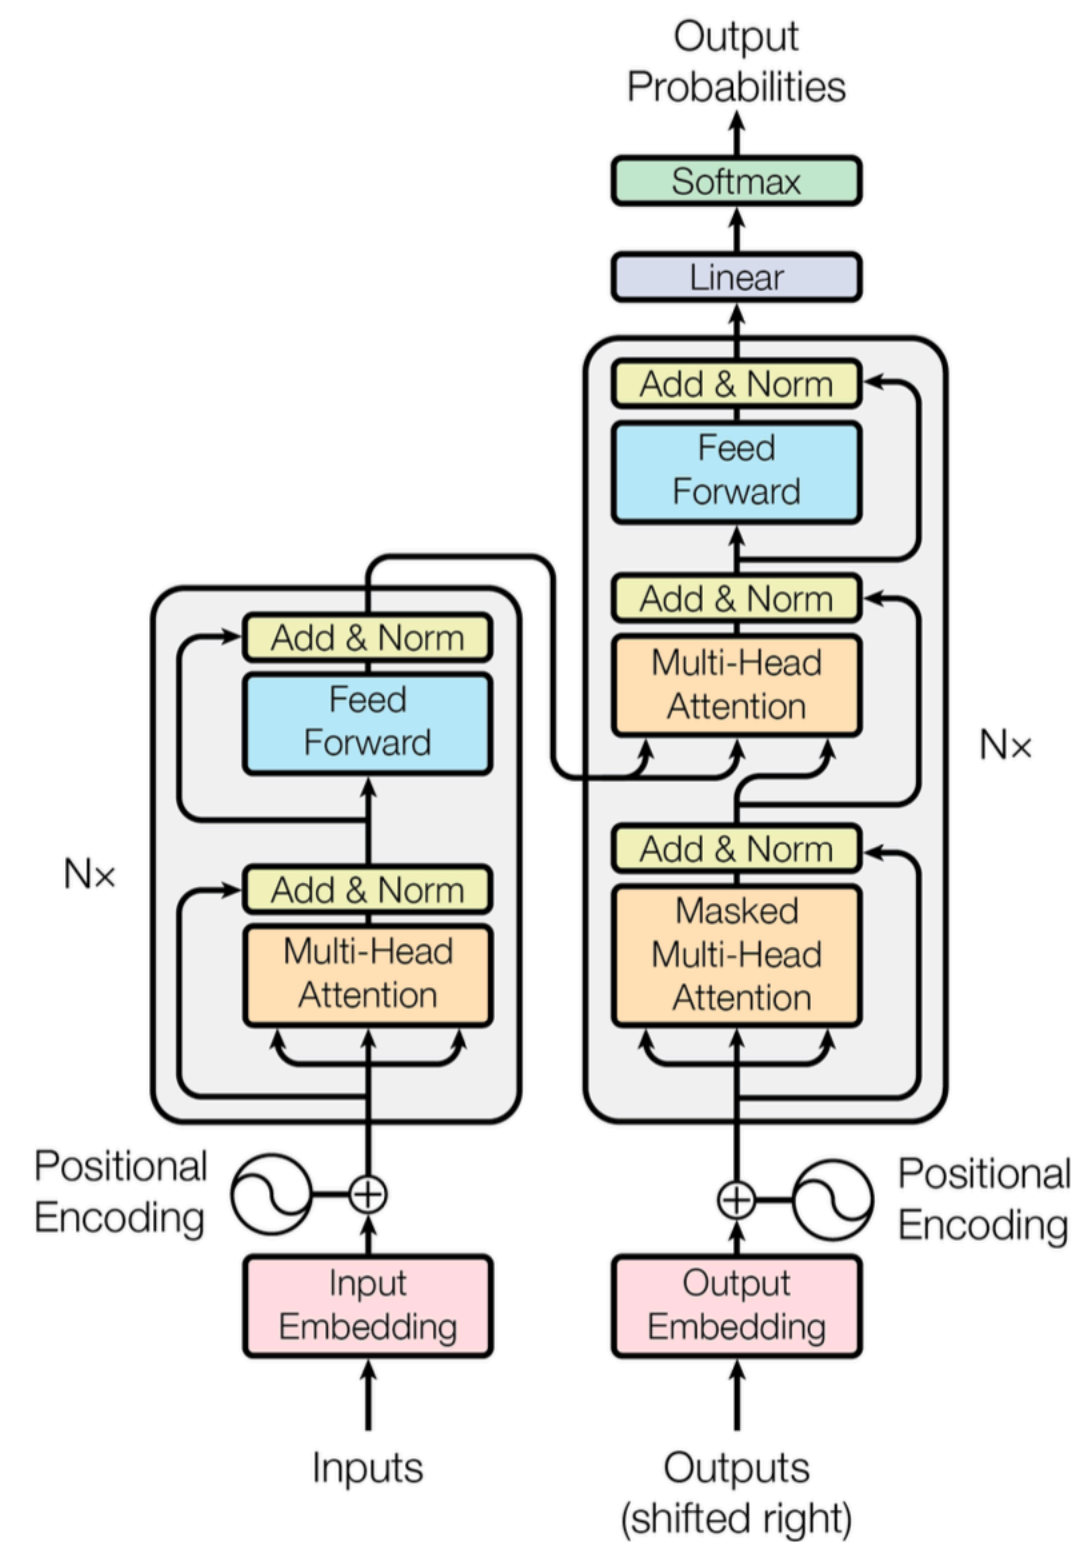 Output
Probabilities
Softmax
Linear
Add & Norm
Feed
Forward
Add & Norm
Multi-Head
Attention
Nx
Add & Norm
Masked
Multi-Head
Attention
Add & Norm
Feed
Forward
Nx
Add & Norm
Multi-Head
Attention
Positional
Encoding
Positional
Encoding
Input
Embedding
Output
Embedding
Inputs
Outputs
(shifted right)